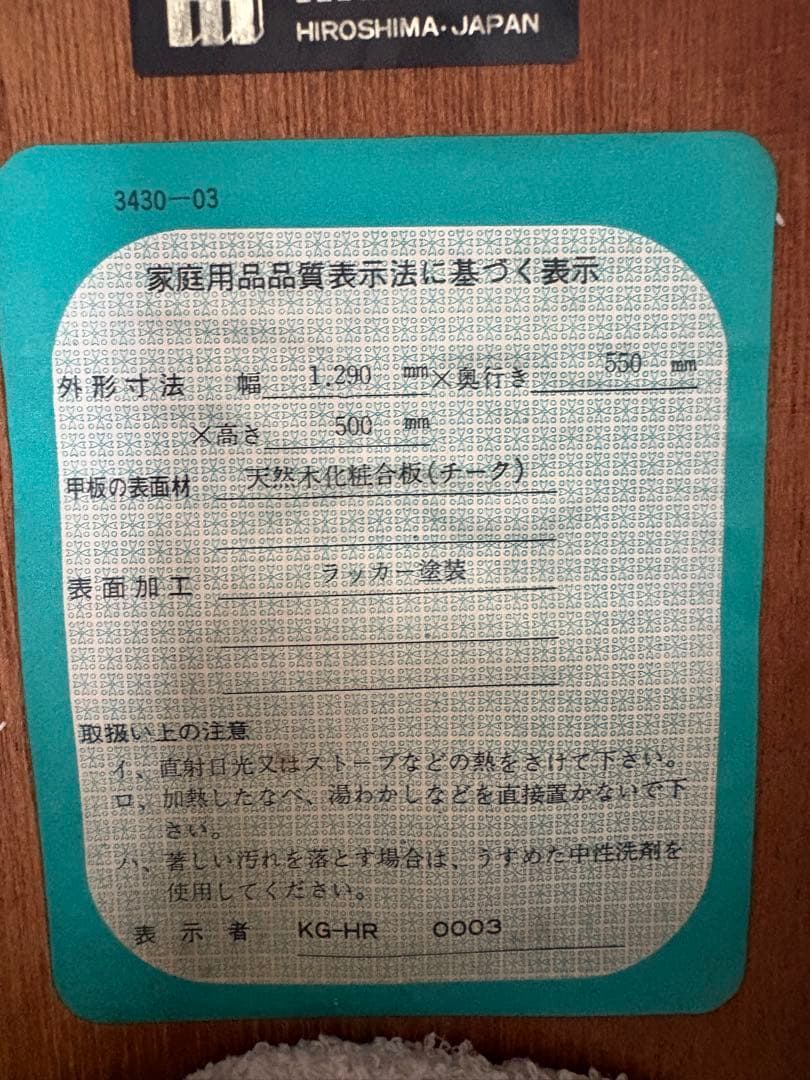 HIROSHIMA・JAPAN
3430—03
家庭用品品質表示法に基づく表示
外形寸法 幅 1,290 mm×奥行き 550 mm
×高さ 500 mm
甲板の表面材 天然木化粧合板(チーク)
表面加工 ラッカー塗装
取扱い上の注意
イ、直射日光又はストーブなどの熱をさけて下さい。
ロ、加熱したなべ、湯わかしなどを直接置かないで下
さい。
ハ、著しい汚れを落とす場合は、うすめた中性洗剤を
使用してください。
表示者 KG-HR 0003